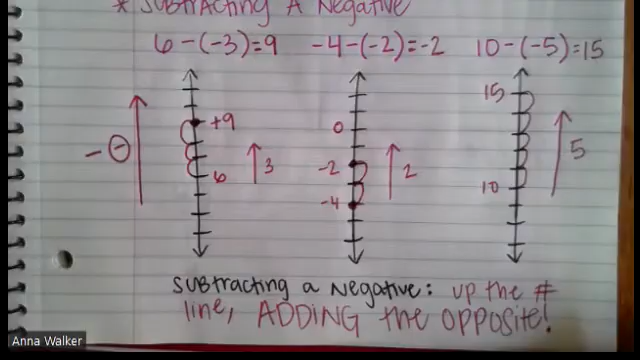 * SUBTRACTING A NEGATIVE
6-(-3)=9 -4-(-2)=-2 10-(-5)=15
15
+9
0
- ⊖
-2
3
2
5
6
10
-4
SUBTRACTING A NEGATIVE: UP the #
line, ADDING the OPPOSITE!
Anna Walker